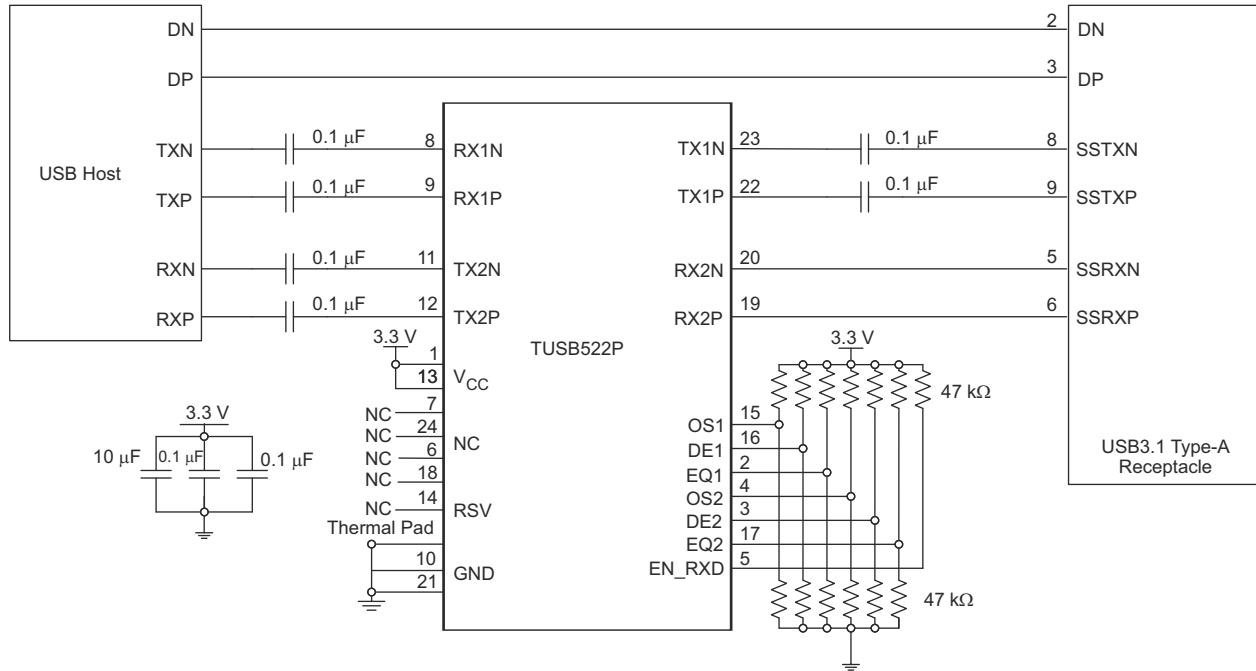 DN
2
DN
DP
3
DP
USB Host
TXN
0.1 μF
8
RX1N
TX1N
23
0.1 μF
8
SSTXN
TXP
0.1 μF
9
RX1P
TX1P
22
0.1 μF
9
SSTXP
RXN
0.1 μF
11
TX2N
RX2N
20
5
SSRXN
RXP
0.1 μF
12
TX2P
RX2P
19
6
SSRXP
TUSB522P
3.3 V
1
13
VCC
7
NC
24
NC
NC
6
NC
18
NC
14
NC
RSV
Thermal Pad
10
GND
21
3.3 V
10 μF
0.1 μF
0.1 μF
3.3 V
47 kΩ
OS1
15
DE1
16
EQ1
2
OS2
4
DE2
3
EQ2
17
EN_RXD
5
47 kΩ
USB3.1 Type-A
Receptacle